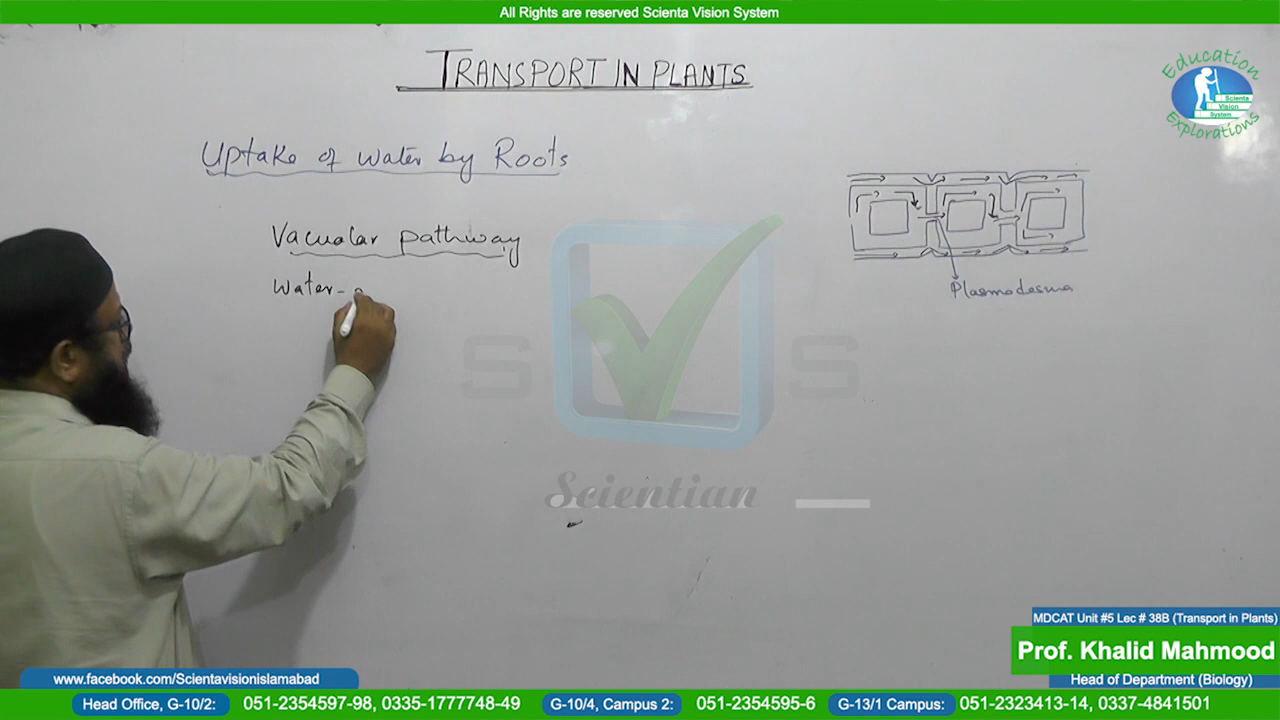 All Rights are reserved Scienta Vision System
TRANSPORT IN PLANTS
Education
Scienta
Vision
System
Explorations
Uptake of water by Roots
Vacuolar pathway
Water-
Plasmodesma
S S
Scientian
MDCAT Unit #5 Lec # 38B (Transport in Plants)
Prof. Khalid Mahmood
Head of Department (Biology)
www.facebook.com/Scientavisionislamabad
Head Office, G-10/2: 051-2354597-98, 0335-1777748-49 G-10/4, Campus 2: 051-2354595-6 G-13/1 Campus: 051-2323413-14, 0337-4841501